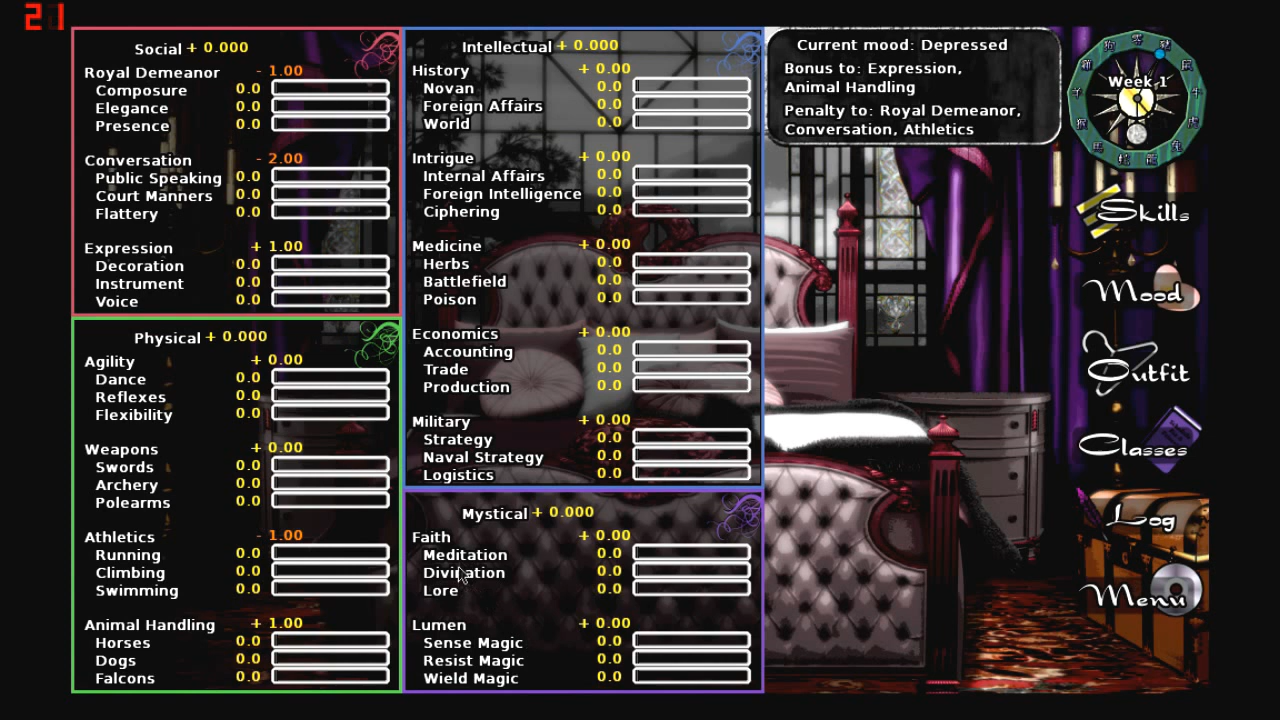 21
Social + 0.000
Royal Demeanor - 1.00
Composure 0.0
Elegance 0.0
Presence 0.0
Conversation - 2.00
Public Speaking 0.0
Court Manners 0.0
Flattery 0.0
Expression + 1.00
Decoration 0.0
Instrument 0.0
Voice 0.0
Physical + 0.000
Agility + 0.00
Dance 0.0
Reflexes 0.0
Flexibility 0.0
Weapons + 0.00
Swords 0.0
Archery 0.0
Polearms 0.0
Athletics - 1.00
Running 0.0
Climbing 0.0
Swimming 0.0
Animal Handling + 1.00
Horses 0.0
Dogs 0.0
Falcons 0.0
Intellectual + 0.000
History + 0.00
Novan 0.0
Foreign Affairs 0.0
World 0.0
Intrigue + 0.00
Internal Affairs 0.0
Foreign Intelligence 0.0
Ciphering 0.0
Medicine + 0.00
Herbs 0.0
Battlefield 0.0
Poison 0.0
Economics + 0.00
Accounting 0.0
Trade 0.0
Production 0.0
Military + 0.00
Strategy 0.0
Naval Strategy 0.0
Logistics 0.0
Mystical + 0.000
Faith + 0.00
Meditation 0.0
Divination 0.0
Lore 0.0
Lumen + 0.00
Sense Magic 0.0
Resist Magic 0.0
Wield Magic 0.0
Current mood: Depressed
Bonus to: Expression,
Animal Handling
Penalty to: Royal Demeanor,
Conversation, Athletics
Week 1
Skills
Mood
Outfit
Classes
Log
Menu